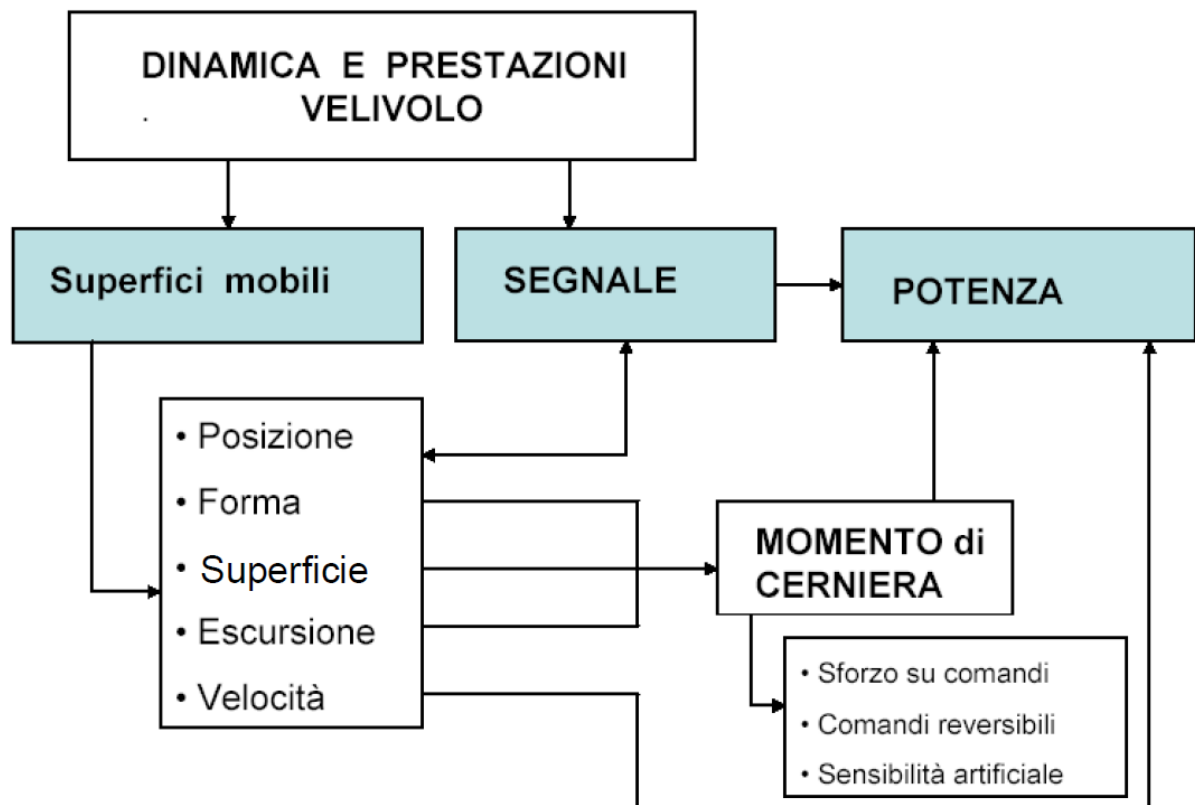 DINAMICA E PRESTAZIONI
VELIVOLO
.
Superfici mobili
SEGNALE
POTENZA
• Posizione
• Forma
• Superficie
• Escursione
• Velocità
MOMENTO di
CERNIERA
• Sforzo su comandi
• Comandi reversibili
• Sensibilità artificiale